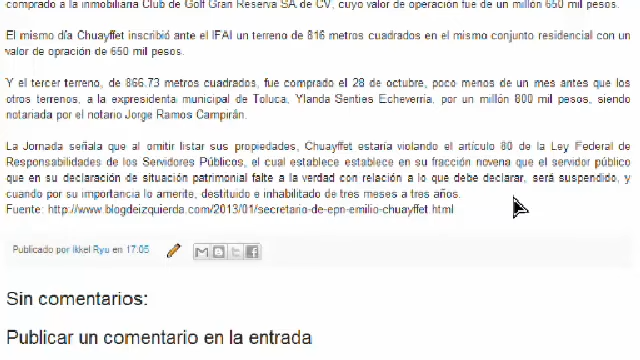 comprado a la inmobiliaria Club de Golf Gran Reserva SA de CV, cuyo valor de operación fue de un millón 650 mil pesos.
El mismo día Chuayffet inscribió ante el IFAI un terreno de 816 metros cuadrados en el mismo conjunto residencial con un
valor de opración de 650 mil pesos.
Y el tercer terreno, de 866.73 metros cuadrados, fue comprado el 28 de octubre, poco menos de un mes antes que los
otros terrenos, a la expresidenta municipal de Toluca, Ylanda Senties Echeverría, por un millón 800 mil pesos, siendo
notariada por el notario Jorge Ramos Campirán.
La Jornada señala que al omitir listar sus propiedades, Chuayffet estaría violando el artículo 80 de la Ley Federal de
Responsabilidades de los Servidores Públicos, el cual establece establece en su fracción novena que el servidor público
que en su declaración de situación patrimonial falte a la verdad con relación a lo que debe declarar, será suspendido, y
cuando por su importancia lo amerite, destituido e inhabilitado de tres meses a tres años.
Fuente: http://www.blogdeizquierda.com/2013/01/secretario-de-epn-emilio-chuayffet.html
Publicado por Ikkel Ryu en 17:05
Sin comentarios:
Publicar un comentario en la entrada